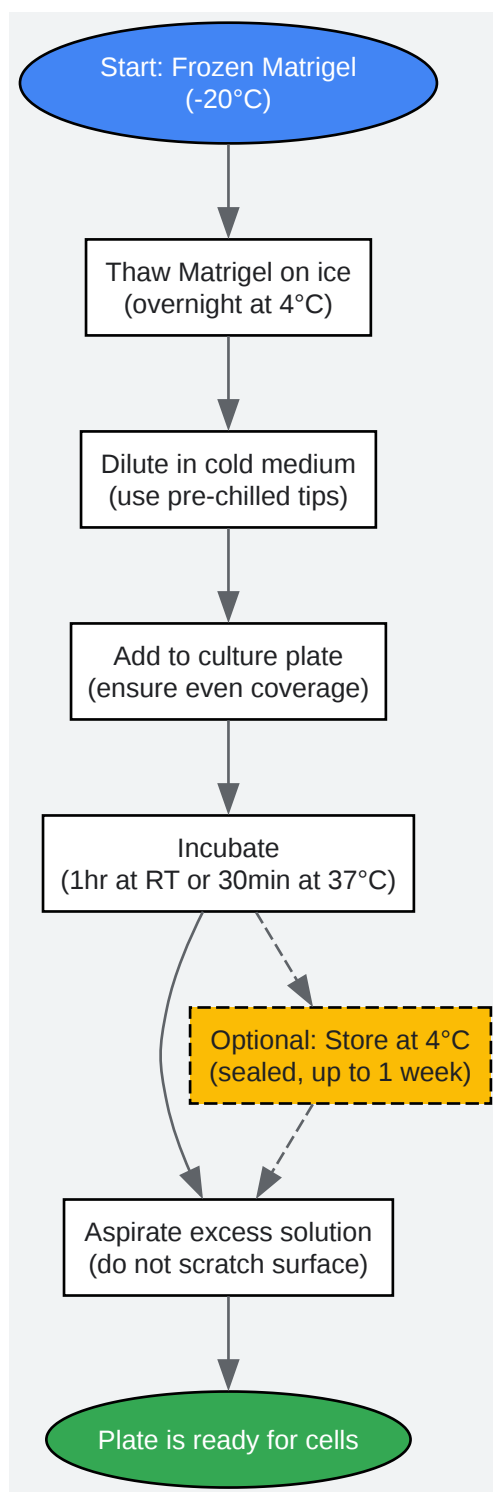 Start: Frozen Matrigel
(-20°C)
Thaw Matrigel on ice
(overnight at 4°C)
Dilute in cold medium
(use pre-chilled tips)
Add to culture plate
(ensure even coverage)
Incubate
(1hr at RT or 30min at 37°C)
Optional: Store at 4°C
(sealed, up to 1 week)
Aspirate excess solution
(do not scratch surface)
Plate is ready for cells